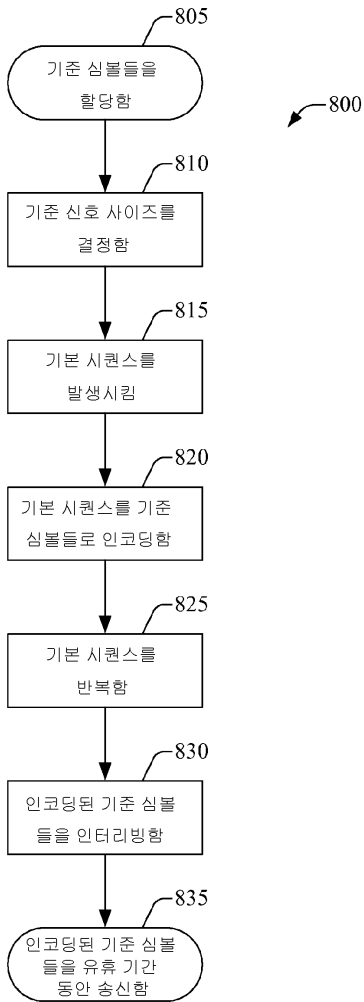 805
기준 심볼들을
할당함
800
810
기준 신호 사이즈를
결정함
815
기본 시퀀스를
발생시킴
820
기본 시퀀스를 기준
심볼들로 인코딩함
825
기본 시퀀스를
반복함
830
인코딩된 기준 심볼
들을 인터리빙함
835
인코딩된 기준 심볼
들을 유휴 기간
동안 송신함